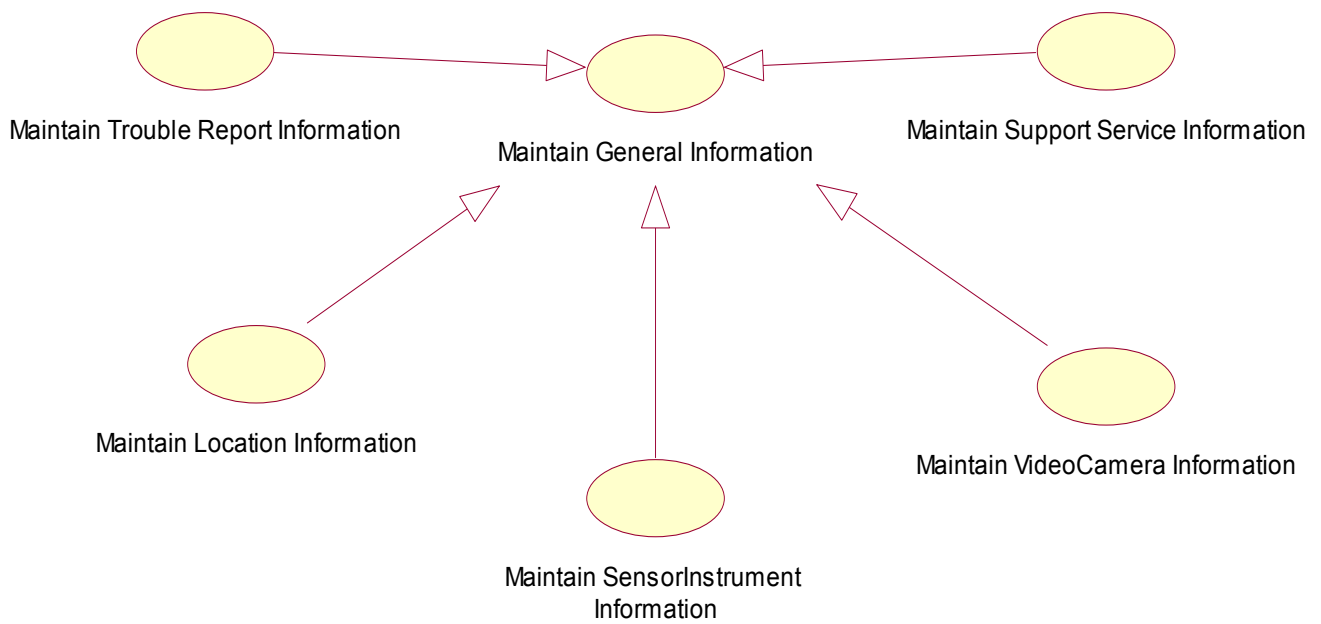 Maintain Trouble Report Information
Maintain General Information
Maintain Support Service Information
Maintain Location Information
Maintain VideoCamera Information
Maintain SensorInstrument
Information